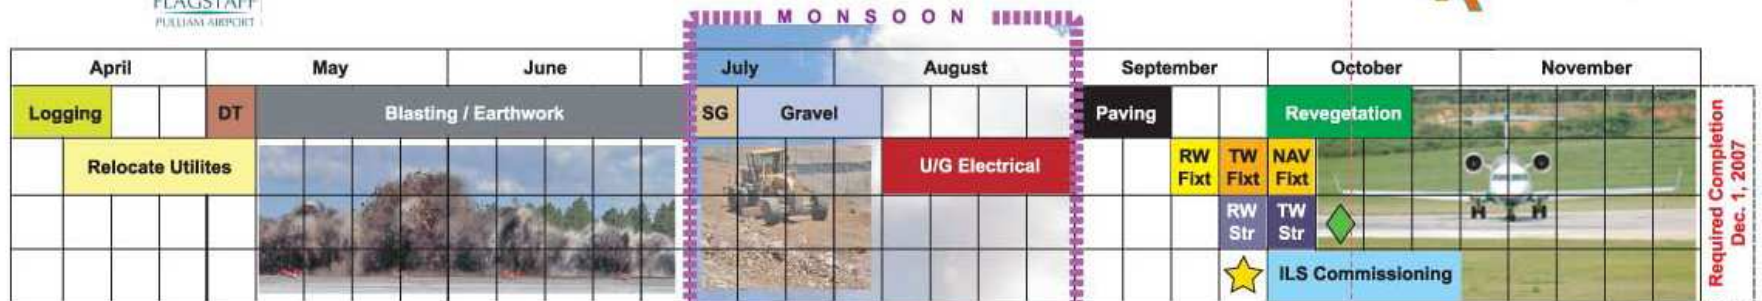 FLAGSTAFF
PULLIAM AIRPORT
MONSOON
April May June July August September October November
Logging DT Blasting / Earthwork SG Gravel Paving Revegetation
Relocate Utilites U/G Electrical RW Fixt TW Fixt NAV Fixt
RW Str TW Str
ILS Commissioning
Required Completion
Dec. 1, 2007